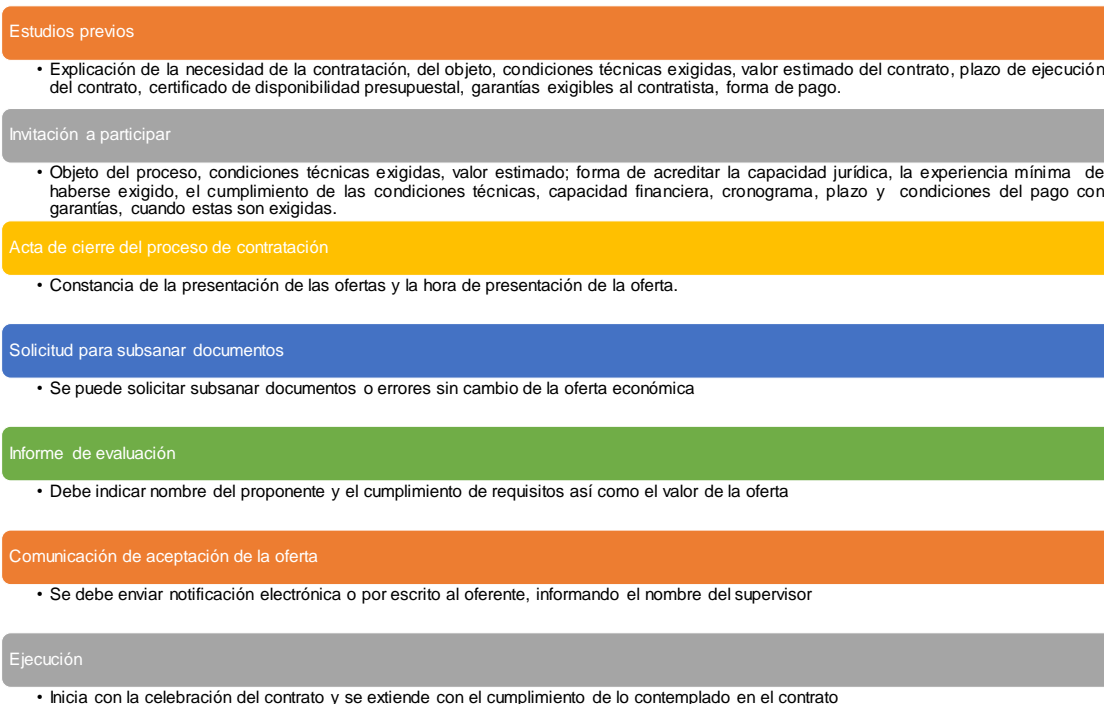 Estudios previos
• Explicación de la necesidad de la contratación, del objeto, condiciones técnicas exigidas, valor estimado del contrato, plazo de ejecución
del contrato, certificado de disponibilidad presupuestal, garantías exigibles al contratista, forma de pago.
Invitación a participar
• Objeto del proceso, condiciones técnicas exigidas, valor estimado; forma de acreditar la capacidad jurídica, la experiencia mínima de
haberse exigido, el cumplimiento de las condiciones técnicas, capacidad financiera, cronograma, plazo y condiciones del pago con
garantías, cuando estas son exigidas.
Acta de cierre del proceso de contratación
• Constancia de la presentación de las ofertas y la hora de presentación de la oferta.
Solicitud para subsanar documentos
• Se puede solicitar subsanar documentos o errores sin cambio de la oferta económica
Informe de evaluación
• Debe indicar nombre del proponente y el cumplimiento de requisitos así como el valor de la oferta
Comunicación de aceptación de la oferta
• Se debe enviar notificación electrónica o por escrito al oferente, informando el nombre del supervisor
Ejecución
• Inicia con la celebración del contrato y se extiende con el cumplimiento de lo contemplado en el contrato